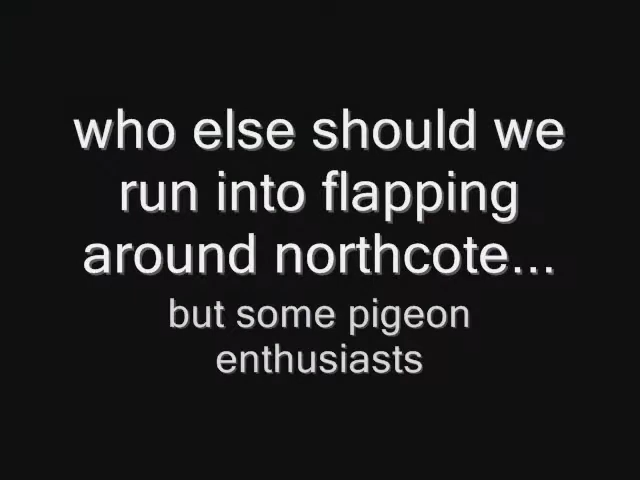 who else should we
run into flapping
around northcote...
but some pigeon
enthusiasts